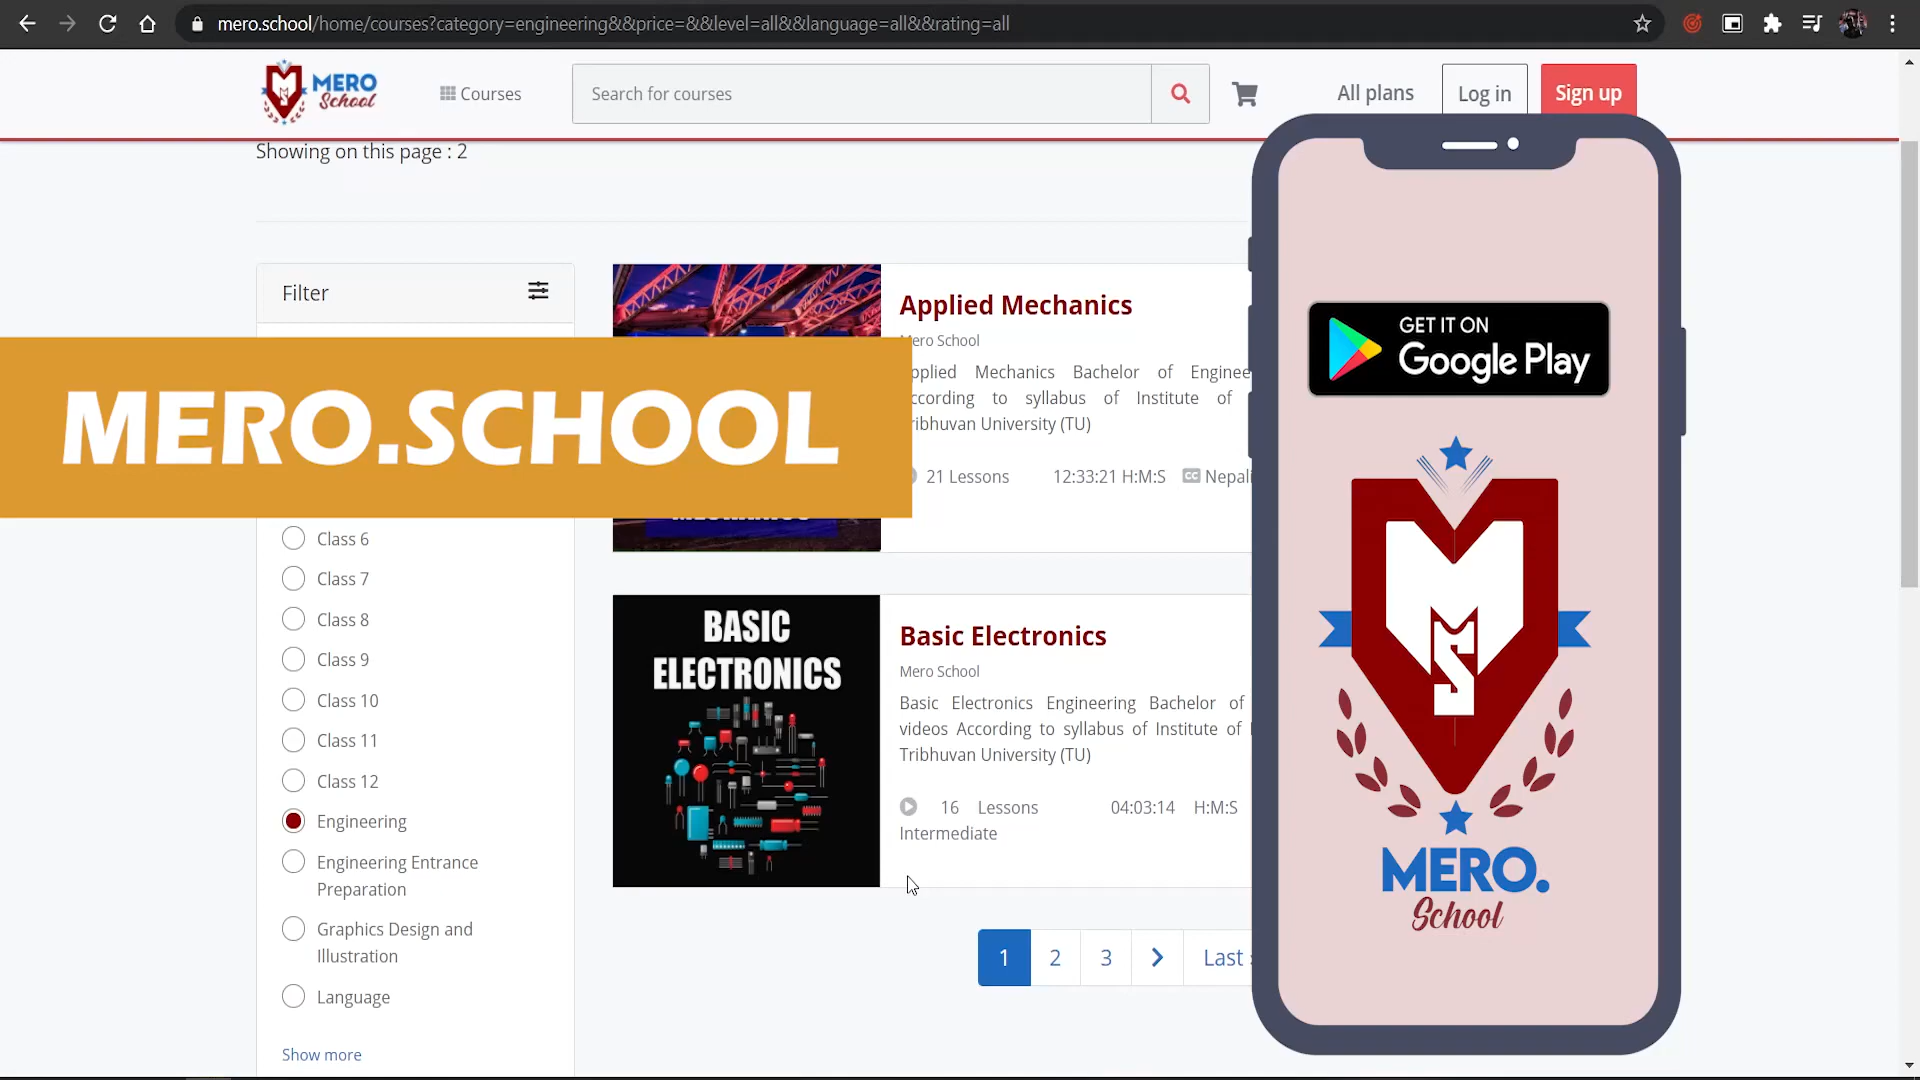 mero.school/home/courses?category=engineering&&price=&&level=all&&language=all&&rating=all
MERO
School
Courses
Search for courses
All plans
Log in
Sign up
Showing on this page : 2
Filter
MERO.SCHOOL
Class 6
Class 7
Class 8
Class 9
Class 10
Class 11
Class 12
Engineering
Engineering Entrance
Preparation
Graphics Design and
Illustration
Language
Show more
Applied Mechanics
Mero School
Applied Mechanics Bachelor of Enginee
According to syllabus of Institute of
Tribhuvan University (TU)
21 Lessons 12:33:21 H:M:S CC Nepali
BASIC
ELECTRONICS
Basic Electronics
Mero School
Basic Electronics Engineering Bachelor of
videos According to syllabus of Institute of
Tribhuvan University (TU)
16 Lessons 04:03:14 H:M:S
Intermediate
1 2 3 Last
GET IT ON
Google Play
MERO.
School